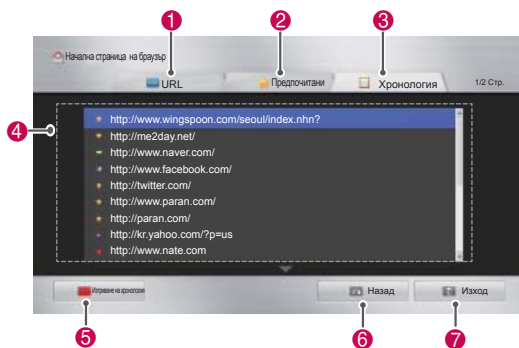 1 2 3
Начална страница на браузър
URL Предпочитани Хронология 1/2 Стр.
4
http://www.wingspoon.com/seoul/index.nhn?
http://me2day.net/
http://www.naver.com/
http://www.facebook.com/
http://twitter.com/
http://www.paran.com/
http://paran.com/
http://kr.yahoo.com/?p=us
http://www.nate.com
Изтриване на хронология Назад Изход
5 6 7